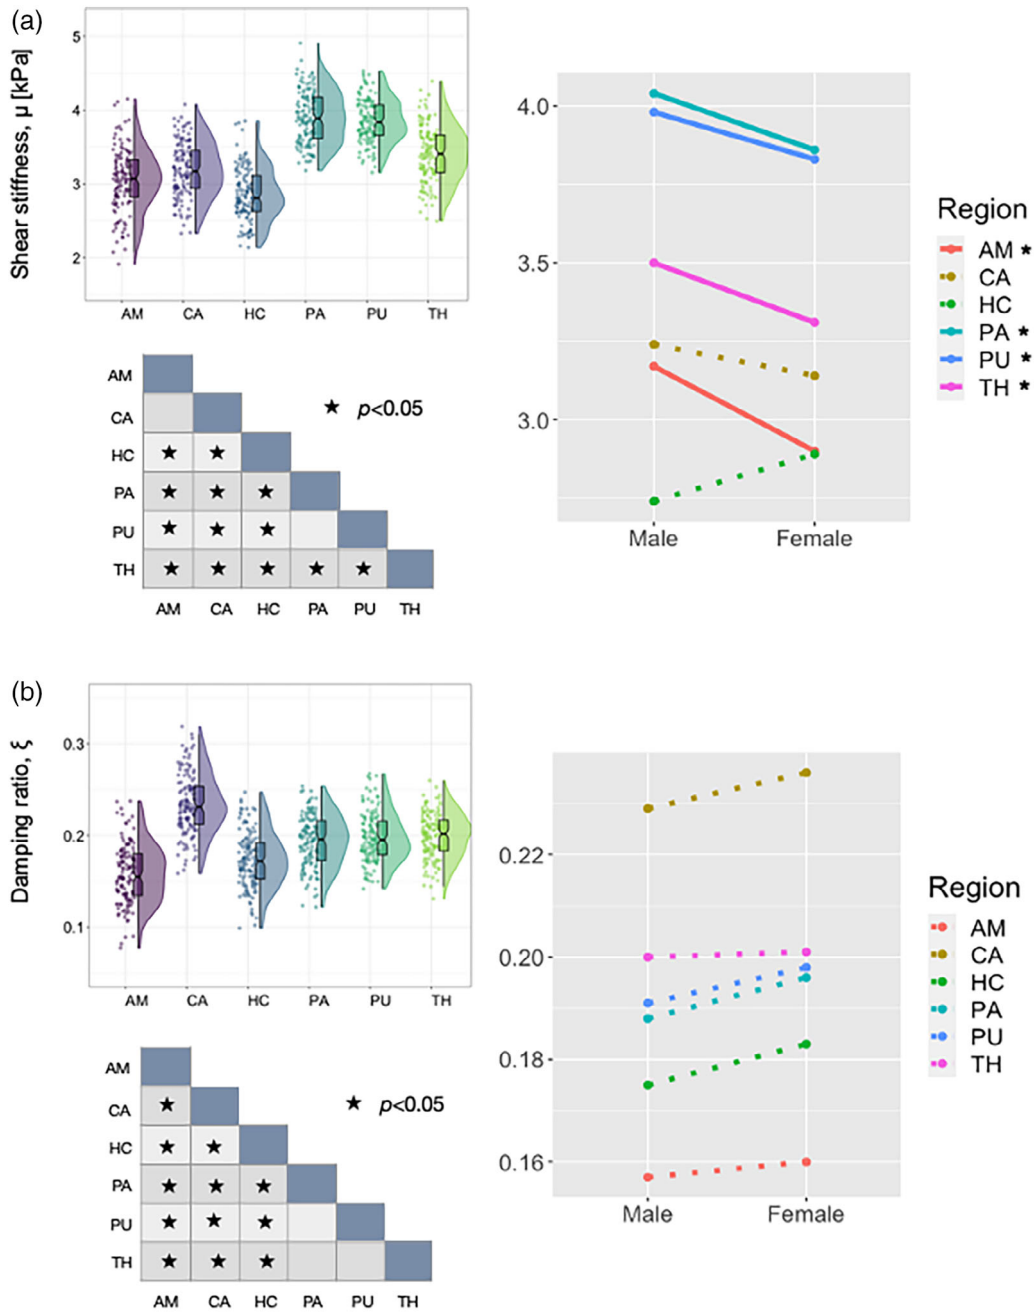 (a)
Shear stiffness, μ [kPa]
5
4
3
2
AM CA HC PA PU TH
4.0
3.5
3.0
Male Female
Region
AM *
CA
HC
PA *
PU *
TH *
AM
CA
HC ★ ★
PA ★ ★ ★
PU ★ ★ ★
TH ★ ★ ★ ★ ★
AM CA HC PA PU TH
★ p<0.05
(b)
Damping ratio, ξ
0.3
0.2
0.1
AM CA HC PA PU TH
0.22
0.20
0.18
0.16
Male Female
Region
AM
CA
HC
PA
PU
TH
AM
CA ★
HC ★ ★
PA ★ ★ ★
PU ★ ★ ★
TH ★ ★ ★
AM CA HC PA PU TH
★ p<0.05